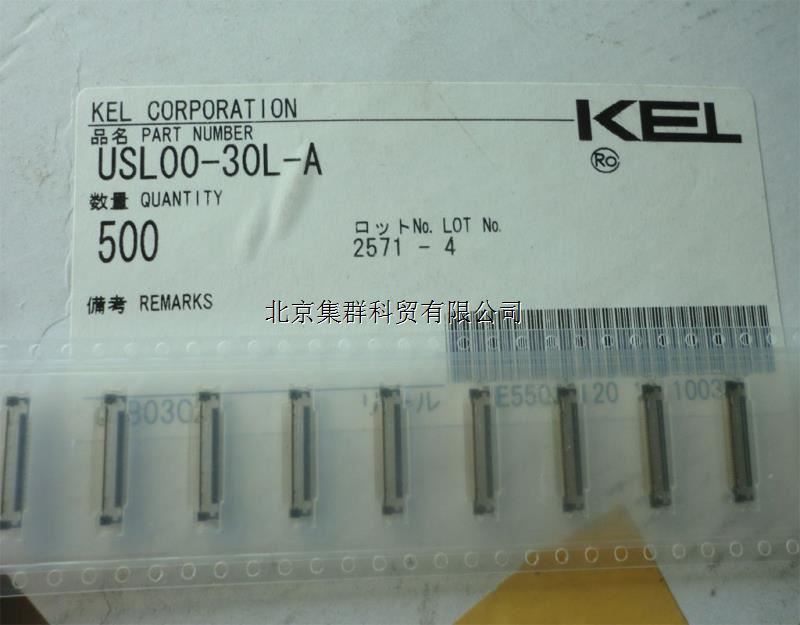 KEL CORPORATION
KEL
品名 PART NUMBER
USL00-30L-A
Ro
数量 QUANTITY
500
ロットNo. LOT No.
2571 - 4
備考 REMARKS
北京集群科贸有限公司